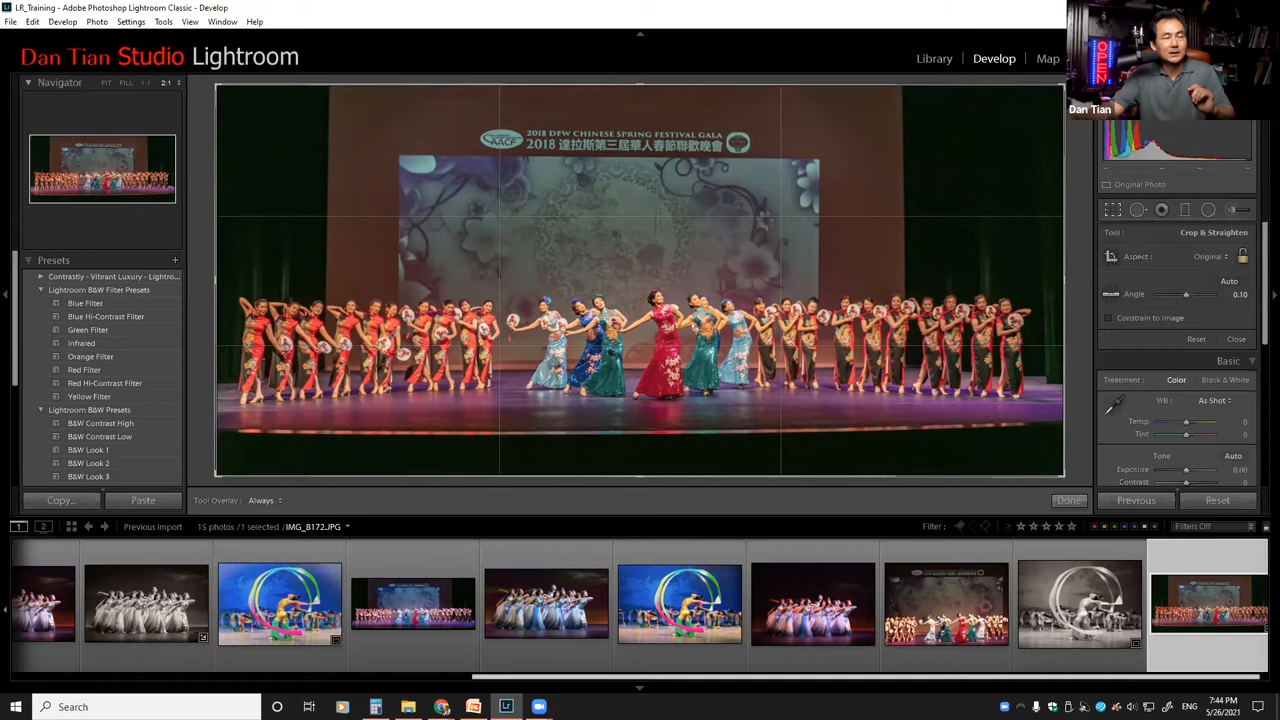 LR_Training - Adobe Photoshop Lightroom Classic - Develop
File Edit Develop Photo Settings Tools View Window Help
Dan Tian Studio Lightroom
Library Develop Map
OPEN
Dan Tian
Navigator FIT FILL 1:1 2:1
2018 DFW CHINESE SPRING FESTIVAL GALA
AACF
2018 達拉斯第三屆華人春節聯歡晚會
Original Photo
Tool: Crop & Straighten
Aspect: Original
Auto
Angle 0.10
Constrain to Image
Reset Close
Basic
Treatment: Color Black & White
WB: As Shot
Temp 0
Tint 0
Tone Auto
Exposure 0.00
Contrast 0
Previous Reset
Presets +
Contrastly - Vibrant Luxury - Lightro...
Lightroom B&W Filter Presets
Blue Filter
Blue Hi-Contrast Filter
Green Filter
Infrared
Orange Filter
Red Filter
Red Hi-Contrast Filter
Yellow Filter
Lightroom B&W Presets
B&W Contrast High
B&W Contrast Low
B&W Look 1
B&W Look 2
B&W Look 3
Copy... Paste
Tool Overlay: Always
Done
1 2 Previous Import 15 photos / 1 selected / IMG_8172.JPG
Filter: Filters Off
Search
ENG
7:44 PM
5/26/2021